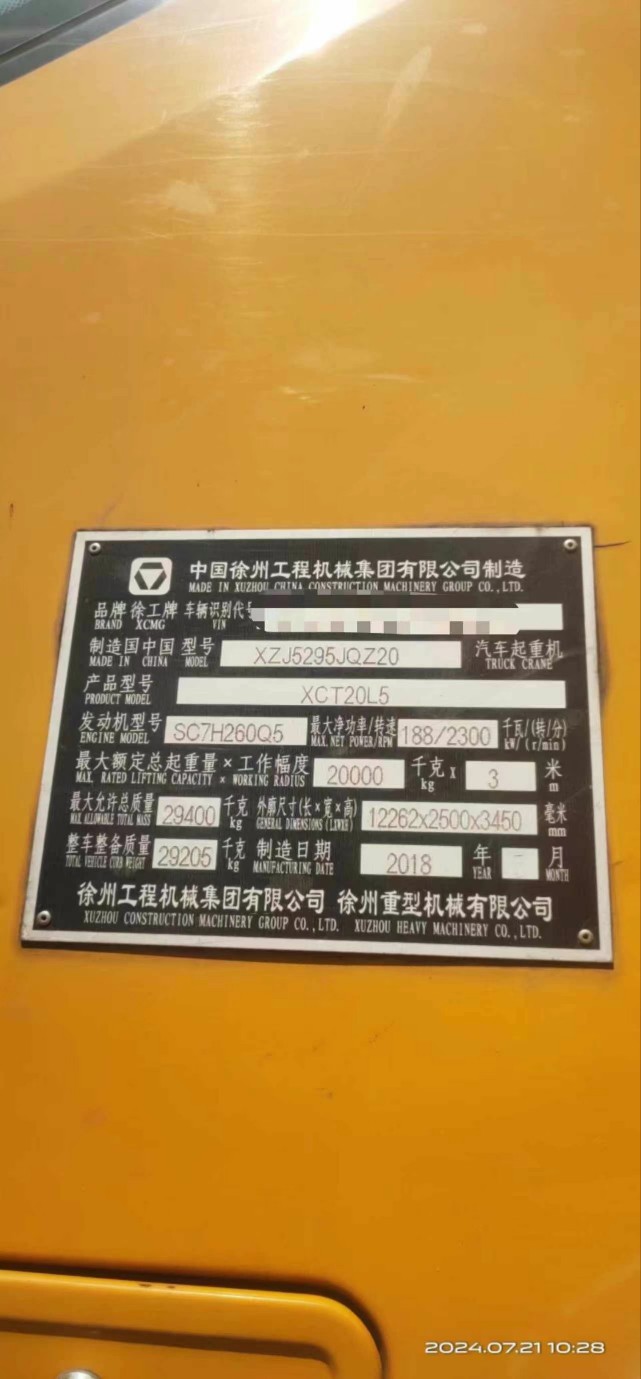 中国徐州工程机械集团有限公司制造
MADE IN XUZHOU CHINA CONSTRUCTION MACHINERY GROUP CO.,LTD.
品牌 徐工牌 车辆识别代号
BRAND XCMG VIN
制造国中国 型号 XZJ5295JQZ20 汽车起重机
MADE IN CHINA MODEL TRUCK CRANE
产品型号 XCT20L5
PRODUCT MODEL
发动机型号 SC7H260Q5 最大净功率/转速 188/2300 千瓦/(转/分)
ENGINE MODEL MAX. NET POWER/RPM kW/(r/min)
最大额定总起重量×工作幅度 20000 千克 x 3 米
MAX. RATED LIFTING CAPACITY × WORKING RADIUS kg m
最大允许总质量 29400 千克 外廓尺寸(长×宽×高) 12262x2500x3450 毫米
MAX ALLOWABLE TOTAL MASS kg GENERAL DIMENSIONS (LXWXH) mm
整车整备质量 29205 千克 制造日期 2018 年 月
TOTAL VEHICLE CURB WEIGHT kg MANUFACTURING DATE YEAR MONTH
徐州工程机械集团有限公司 徐州重型机械有限公司
XUZHOU CONSTRUCTION MACHINERY GROUP CO.,LTD. XUZHOU HEAVY MACHINERY CO.,LTD.
2024.07.21 10:28